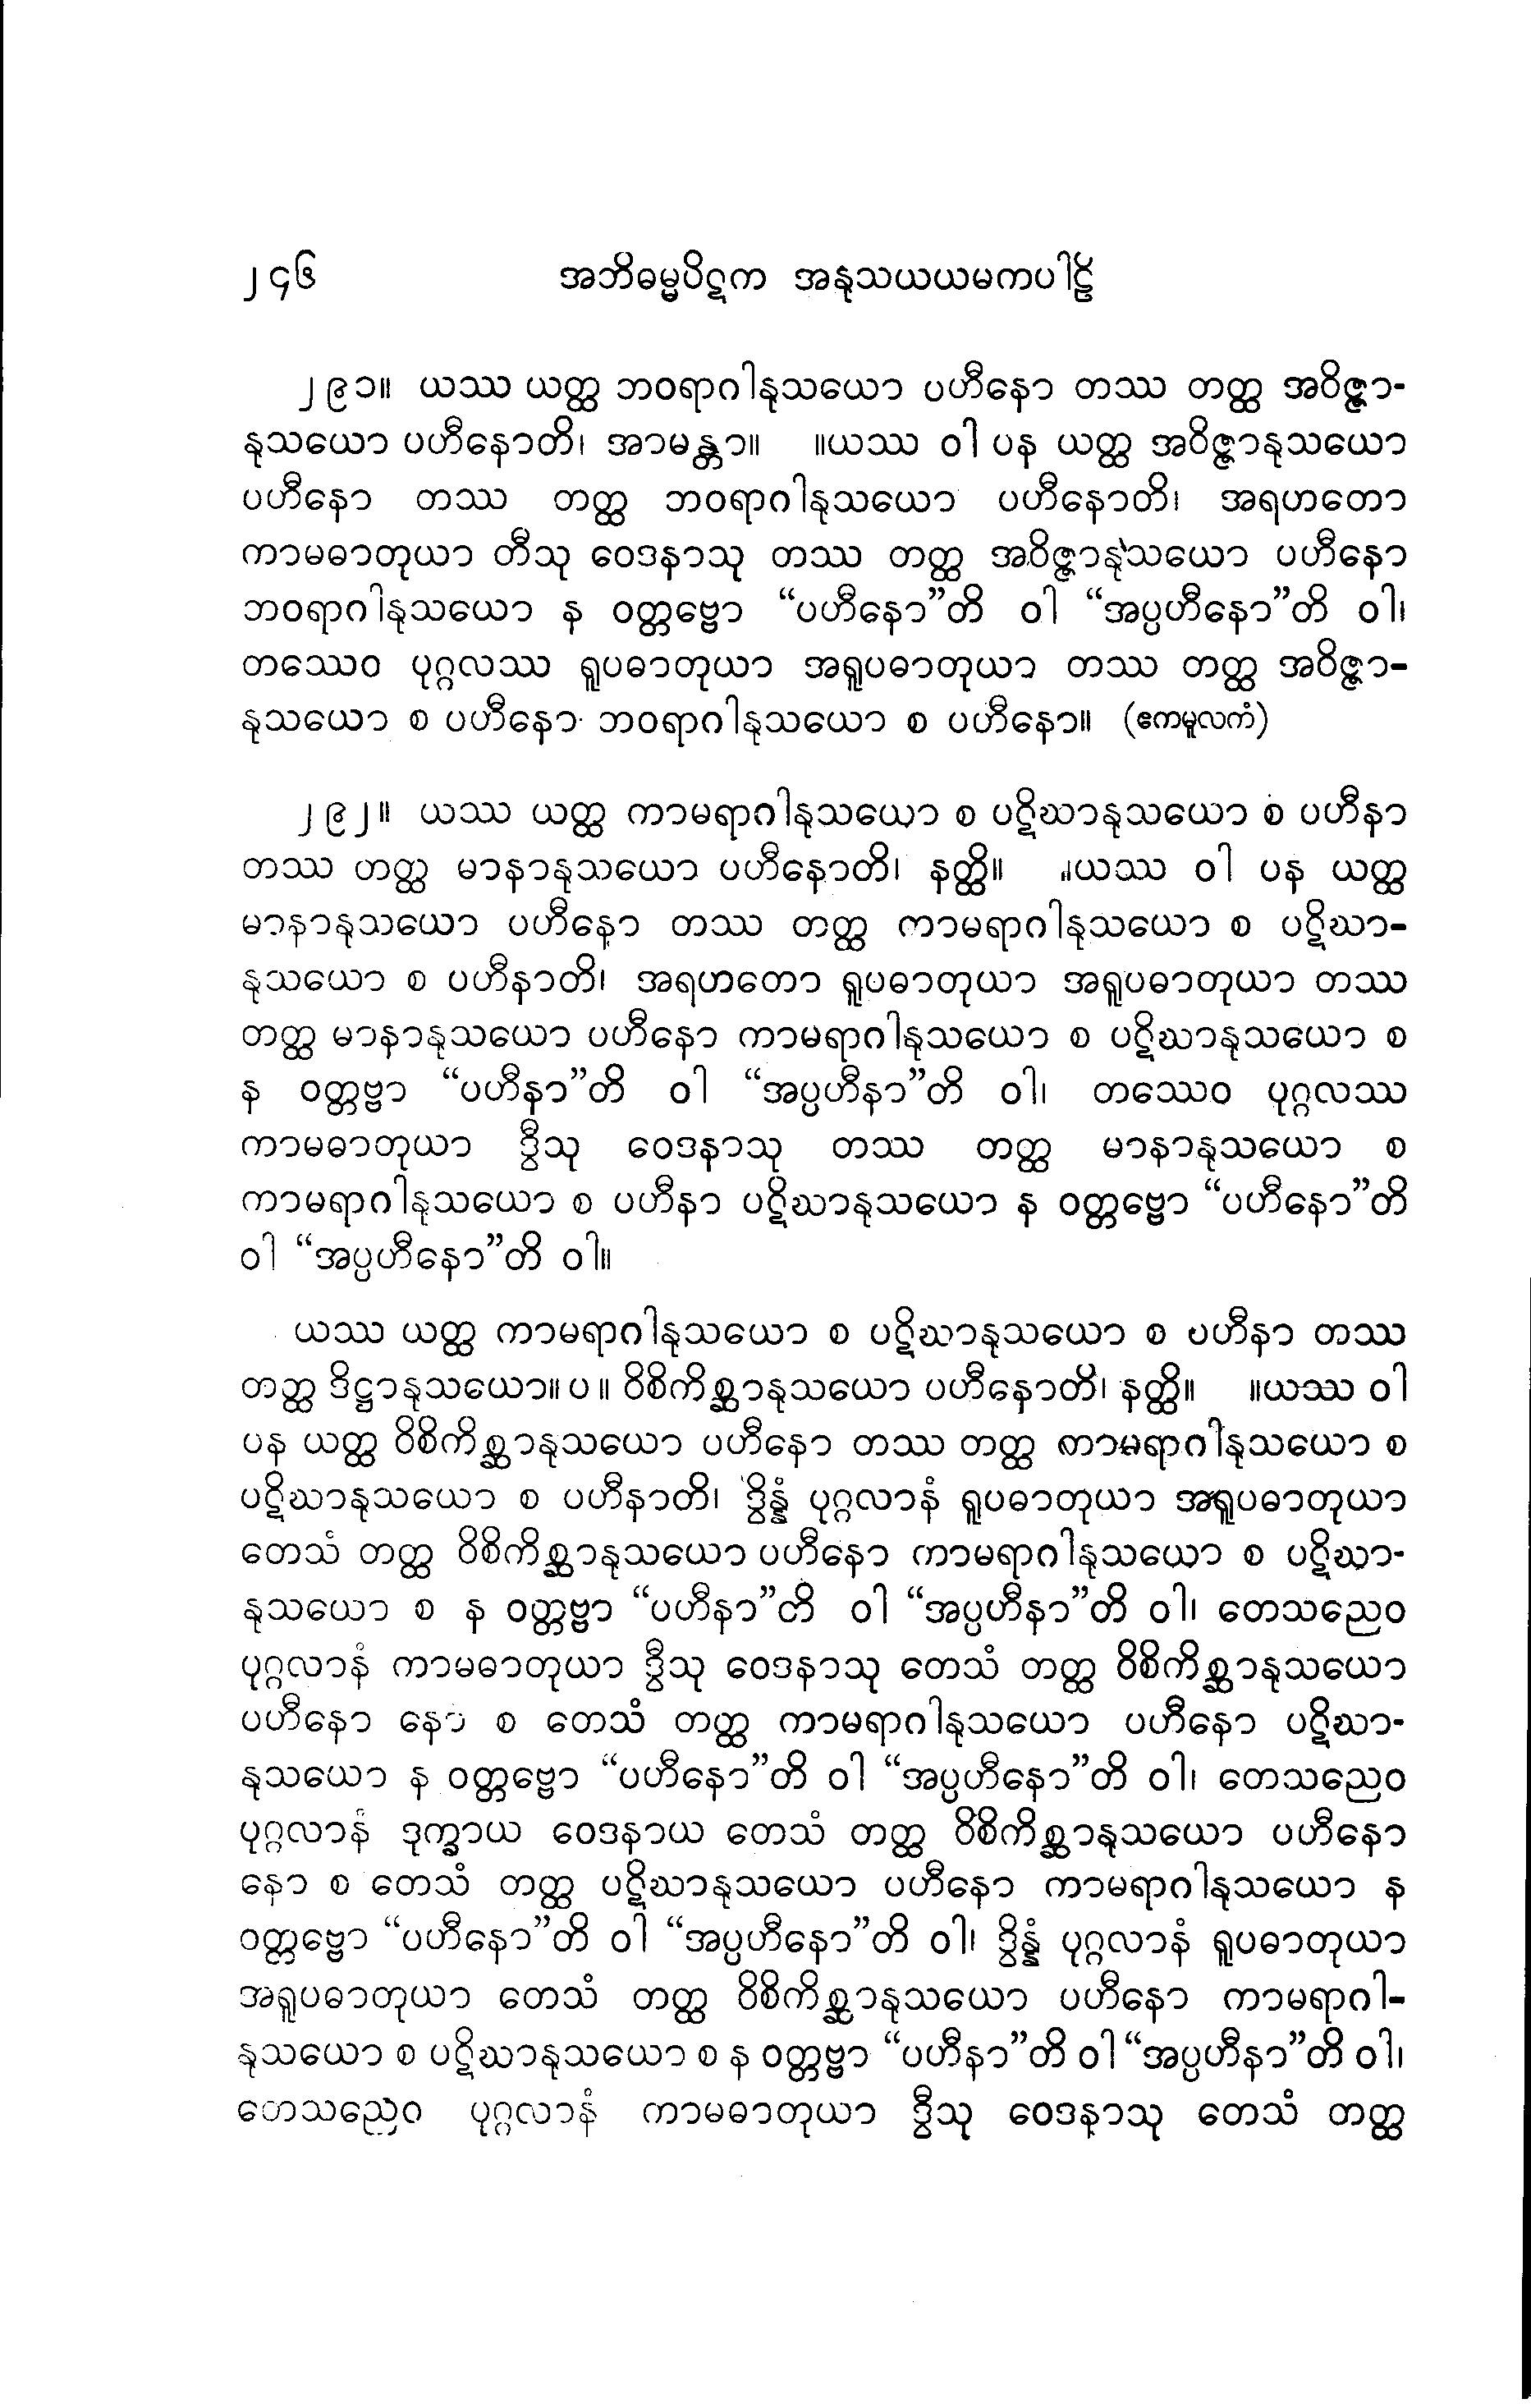 ၂၄၆ အဘိဓမ္မပိဋက အနုသယယမကပါဠိ
၂၉၁။ ယဿ ယတ္ထ ဘဝရာဂါနုသယော ပဟီနော တဿ တတ္ထ အဝိဇ္ဇာ-
နုသယော ပဟီနောတိ၊ အာမန္တာ။ ။ယဿ ဝါ ပန ယတ္ထ အဝိဇ္ဇာနုသယော
ပဟီနော တဿ တတ္ထ ဘဝရာဂါနုသယော ပဟီနောတိ၊ အရဟတော
ကာမဓာတုယာ တီသု ဝေဒနာသု တဿ တတ္ထ အဝိဇ္ဇာနုသယော ပဟီနော
ဘဝရာဂါနုသယော န ဝတ္တဗ္ဗော “ပဟီနော”တိ ဝါ “အပ္ပဟီနော”တိ ဝါ၊
တဿေဝ ပုဂ္ဂလဿ ရူပဓာတုယာ အရူပဓာတုယာ တဿ တတ္ထ အဝိဇ္ဇာ-
နုသယော စ ပဟီနော ဘဝရာဂါနုသယော စ ပဟီနော။ (ဧကမူလကံ)
၂၉၂။ ယဿ ယတ္ထ ကာမရာဂါနုသယော စ ပဋိဃာနုသယော စ ပဟီနာ
တဿ တတ္ထ မာနာနုသယော ပဟီနောတိ၊ နတ္ထိ။ ။ယဿ ဝါ ပန ယတ္ထ
မာနာနုသယော ပဟီနော တဿ တတ္ထ ကာမရာဂါနုသယော စ ပဋိဃာ-
နုသယော စ ပဟီနာတိ၊ အရဟတော ရူပဓာတုယာ အရူပဓာတုယာ တဿ
တတ္ထ မာနာနုသယော ပဟီနော ကာမရာဂါနုသယော စ ပဋိဃာနုသယော စ
န ဝတ္တဗ္ဗာ “ပဟီနာ”တိ ဝါ “အပ္ပဟီနာ”တိ ဝါ၊ တဿေဝ ပုဂ္ဂလဿ
ကာမဓာတုယာ ဒွီသု ဝေဒနာသု တဿ တတ္ထ မာနာနုသယော စ
ကာမရာဂါနုသယော စ ပဟီနာ ပဋိဃာနုသယော န ဝတ္တဗ္ဗော “ပဟီနော”တိ
ဝါ “အပ္ပဟီနော”တိ ဝါ။
ယဿ ယတ္ထ ကာမရာဂါနုသယော စ ပဋိဃာနုသယော စ ပဟီနာ တဿ
တတ္ထ ဒိဋ္ဌာနုသယော။ပ။ ဝိစိကိစ္ဆာနုသယော ပဟီနောတိ၊ နတ္ထိ။ ။ယဿ ဝါ
ပန ယတ္ထ ဝိစိကိစ္ဆာနုသယော ပဟီနော တဿ တတ္ထ ကာမရာဂါနုသယော စ
ပဋိဃာနုသယော စ ပဟီနာတိ၊ ဒွိန္နံ ပုဂ္ဂလာနံ ရူပဓာတုယာ အရူပဓာတုယာ
တေသံ တတ္ထ ဝိစိကိစ္ဆာနုသယော ပဟီနော ကာမရာဂါနုသယော စ ပဋိဃာ-
နုသယော စ န ဝတ္တဗ္ဗာ “ပဟီနာ”တိ ဝါ “အပ္ပဟီနာ”တိ ဝါ၊ တေသညေဝ
ပုဂ္ဂလာနံ ကာမဓာတုယာ ဒွီသု ဝေဒနာသု တေသံ တတ္ထ ဝိစိကိစ္ဆာနုသယော
ပဟီနော နော စ တေသံ တတ္ထ ကာမရာဂါနုသယော ပဟီနော ပဋိဃာ-
နုသယော န ဝတ္တဗ္ဗော “ပဟီနော”တိ ဝါ “အပ္ပဟီနော”တိ ဝါ၊ တေသညေဝ
ပုဂ္ဂလာနံ ဒုက္ခာယ ဝေဒနာယ တေသံ တတ္ထ ဝိစိကိစ္ဆာနုသယော ပဟီနော
နော စ တေသံ တတ္ထ ပဋိဃာနုသယော ပဟီနော ကာမရာဂါနုသယော န
ဝတ္တဗ္ဗော “ပဟီနော”တိ ဝါ “အပ္ပဟီနော”တိ ဝါ၊ ဒွိန္နံ ပုဂ္ဂလာနံ ရူပဓာတုယာ
အရူပဓာတုယာ တေသံ တတ္ထ ဝိစိကိစ္ဆာနုသယော ပဟီနော ကာမရာဂါ-
နုသယော စ ပဋိဃာနုသယော စ န ဝတ္တဗ္ဗာ “ပဟီနာ”တိ ဝါ “အပ္ပဟီနာ”တိ ဝါ၊
တေသညေဝ ပုဂ္ဂလာနံ ကာမဓာတုယာ ဒွီသု ဝေဒနာသု တေသံ တတ္ထ